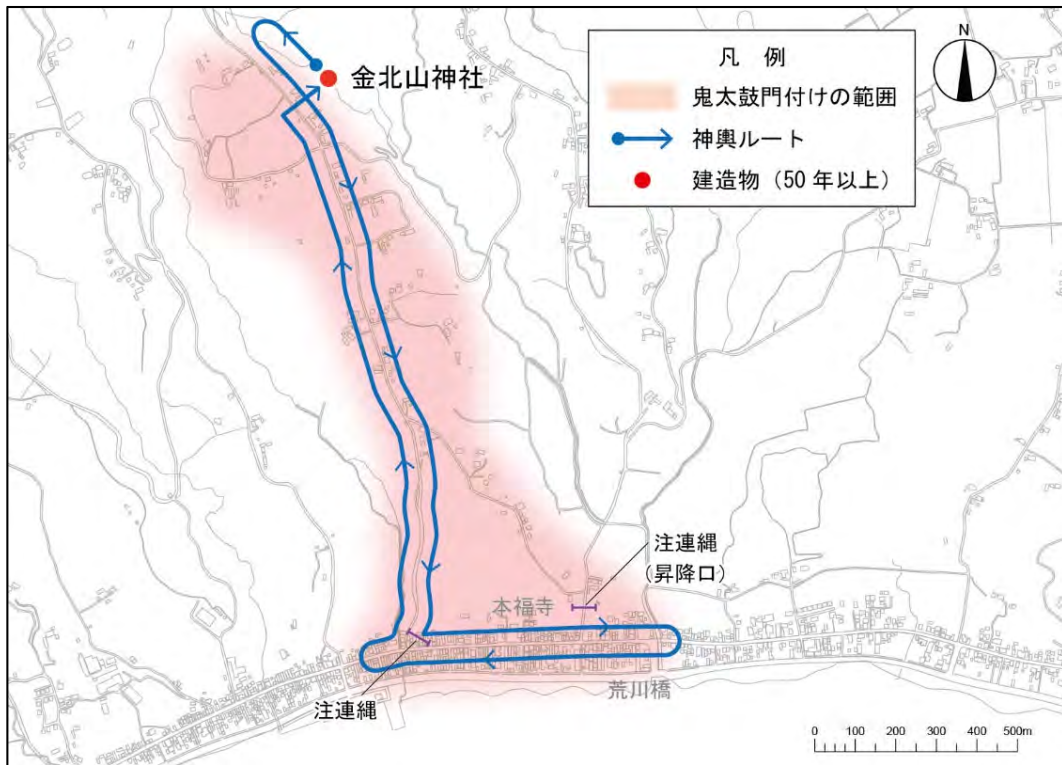 金北山神社
凡 例
鬼太鼓門付けの範囲
神輿ルート
建造物（50 年以上）
N
注連縄
（昇降口）
本福寺
荒川橋
注連縄
0 100 200 300 400 500m